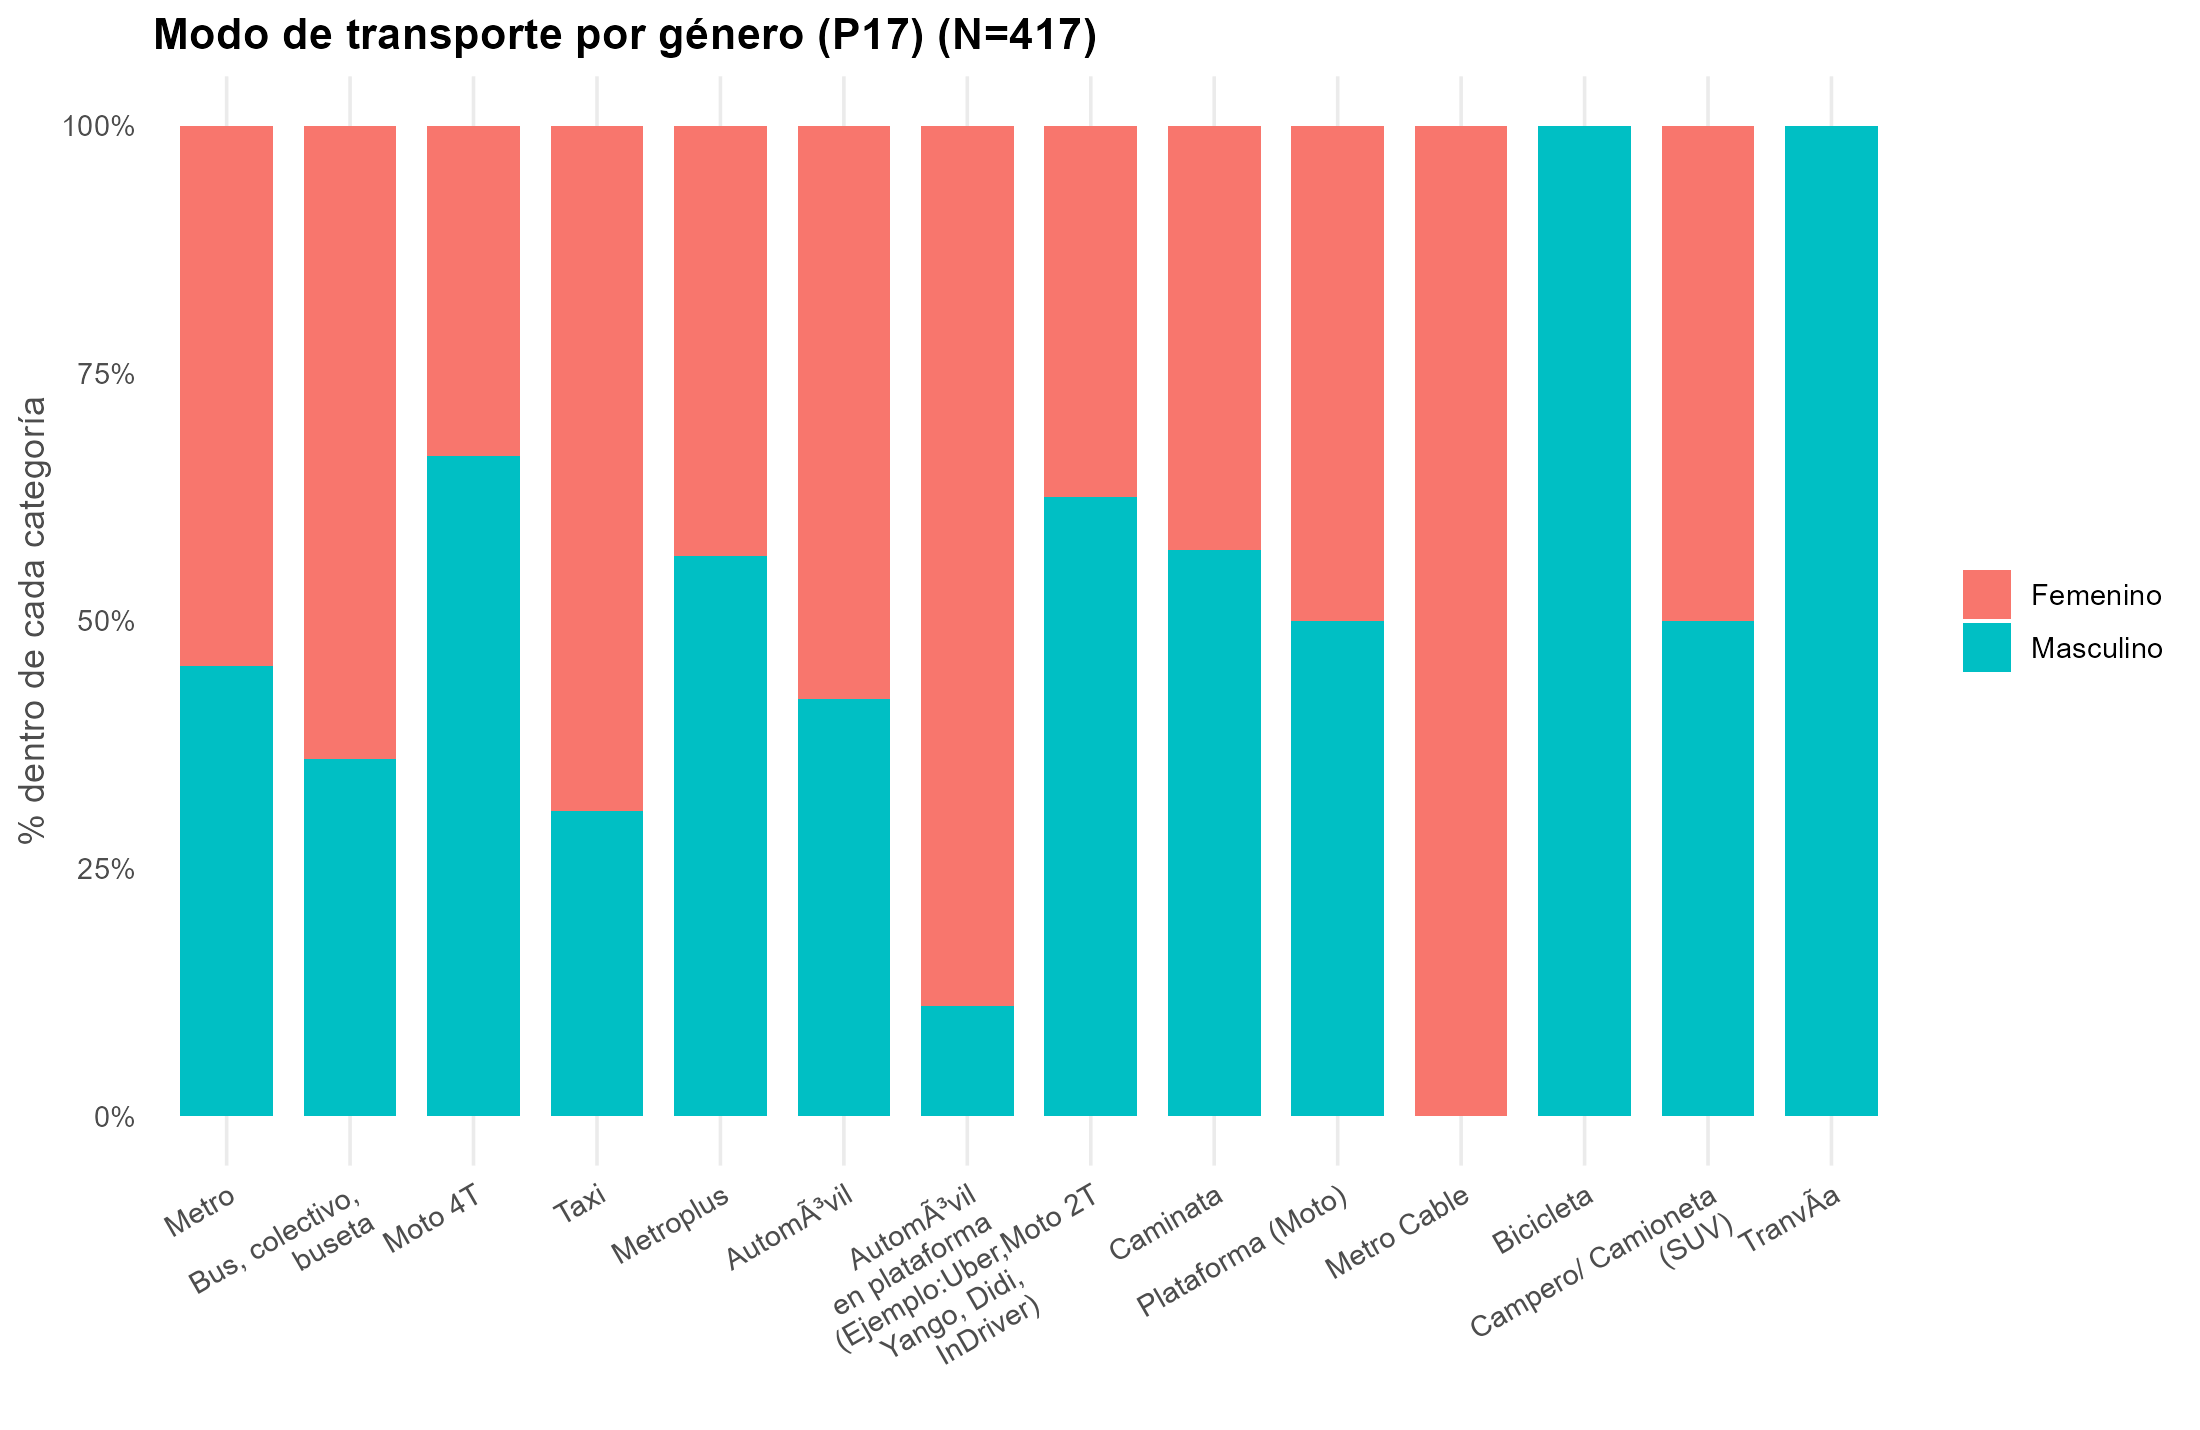 Modo de transporte por género (P17) (N=417)
100%
75%
50%
25%
0%
% dentro de cada categoría
Metro
Bus, colectivo,
buseta
Moto 4T
Taxi
Metroplus
AutomÃ³vil
AutomÃ³vil
en plataforma
(Ejemplo:Uber,
Yango, Didi,
InDriver)
Moto 2T
Caminata
Plataforma (Moto)
Metro Cable
Bicicleta
Campero/ Camioneta
(SUV)
TranvÃa
Femenino
Masculino